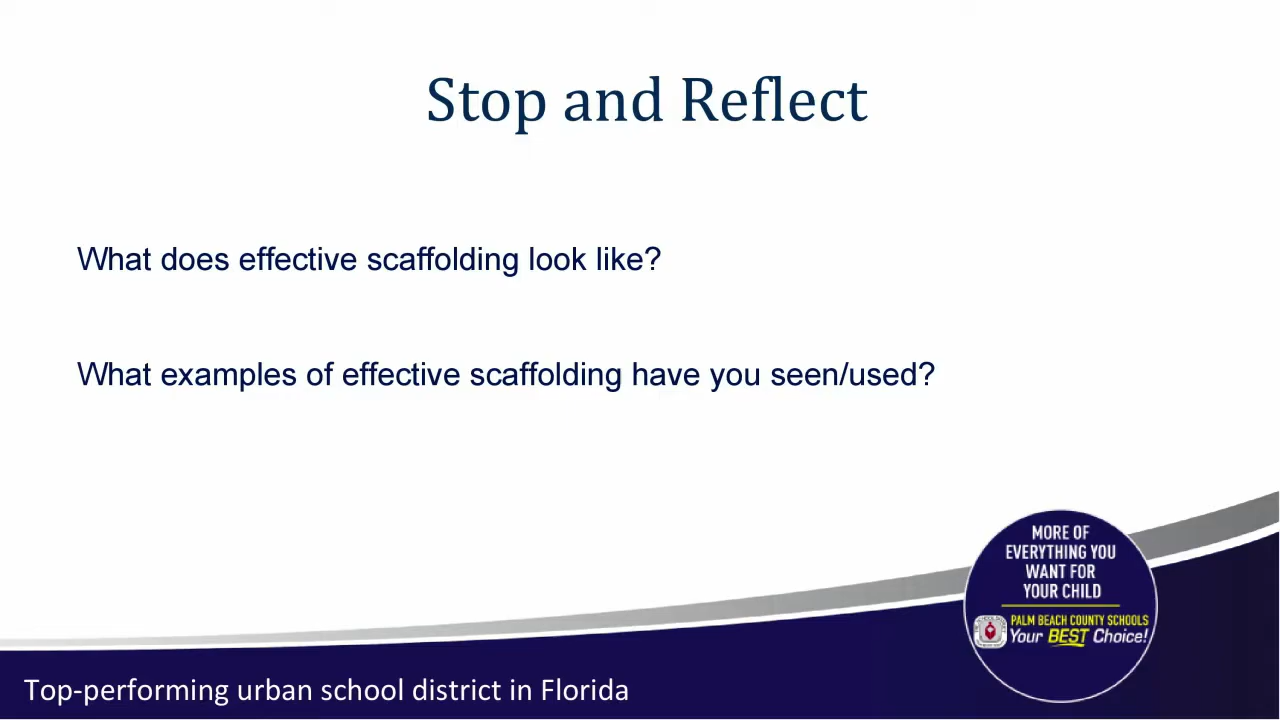 Stop and Reflect
What does effective scaffolding look like?
What examples of effective scaffolding have you seen/used?
MORE OF
EVERYTHING YOU
WANT FOR
YOUR CHILD
PALM BEACH COUNTY SCHOOLS
Your BEST Choice!
Top-performing urban school district in Florida